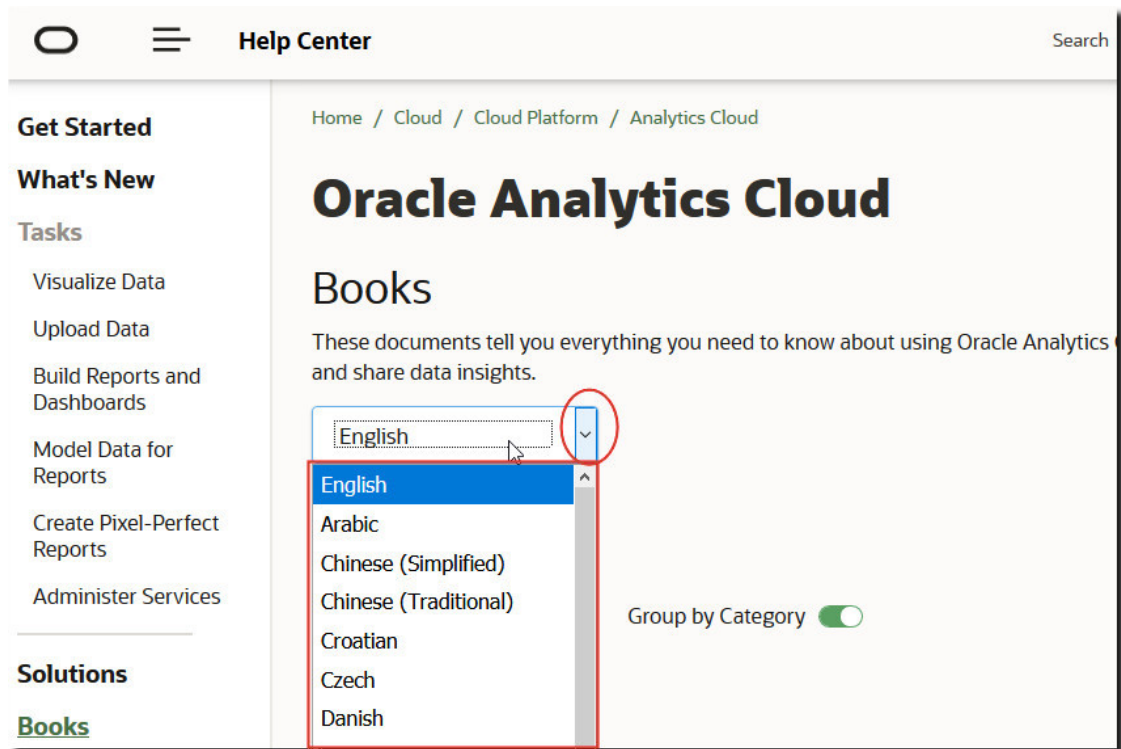 Help Center
Search
Get Started
What's New
Tasks
Visualize Data
Upload Data
Build Reports and
Dashboards
Model Data for
Reports
Create Pixel-Perfect
Reports
Administer Services
Solutions
Books
Home / Cloud / Cloud Platform / Analytics Cloud
Oracle Analytics Cloud
Books
These documents tell you everything you need to know about using Oracle Analytics
and share data insights.
English
English
Arabic
Chinese (Simplified)
Chinese (Traditional)
Croatian
Czech
Danish
Group by Category